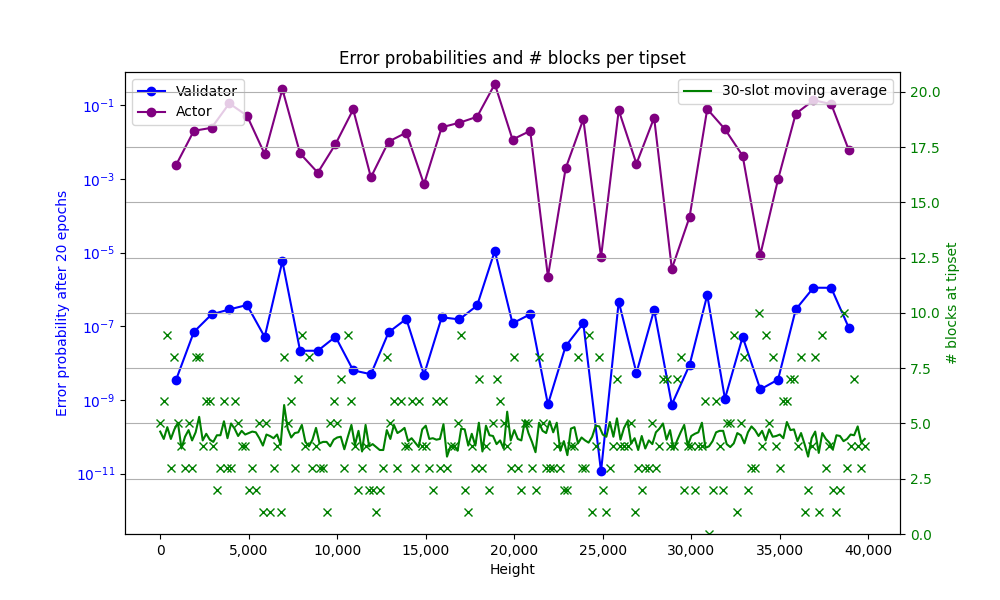 Error probabilities and # blocks per tipset
Validator
Actor
30-slot moving average
Error probability after 20 epochs
10⁻¹
10⁻³
10⁻⁵
10⁻⁷
10⁻⁹
10⁻¹¹
20.0
17.5
15.0
12.5
10.0
7.5
5.0
2.5
0.0
# blocks at tipset
0 5,000 10,000 15,000 20,000 25,000 30,000 35,000 40,000
Height